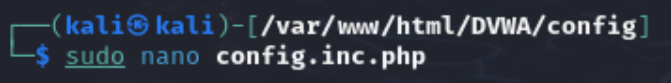 ┌──(kali㉿kali)-[/var/www/html/DVWA/config]
└─$ sudo nano config.inc.php